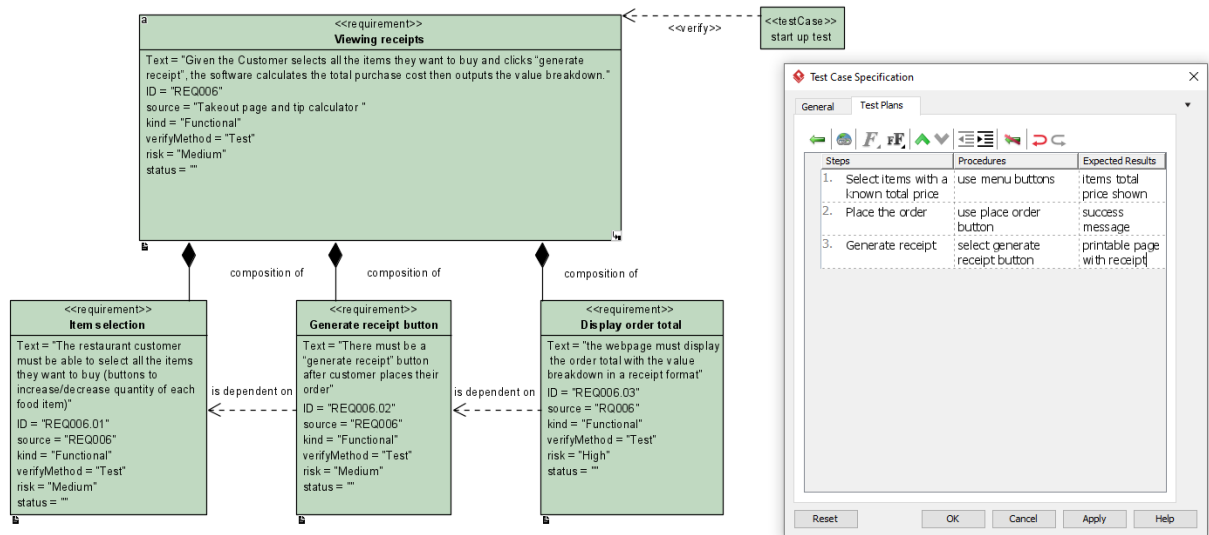 a
<<requirement>>
Viewing receipts
Text = "Given the Customer selects all the items they want to buy and clicks “generate
receipt”, the software calculates the total purchase cost then outputs the value breakdown."
ID = "REQ006"
source = "Takeout page and tip calculator "
kind = "Functional"
verifyMethod = "Test"
risk = "Medium"
status = ""
<<verify>>
<<testCase>>
start up test
composition of
composition of
composition of
<<requirement>>
Item selection
Text = "The restaurant customer
must be able to select all the items
they want to buy (buttons to
increase/decrease quantity of each
food item)"
ID = "REQ006.01"
source = "REQ006"
kind = "Functional"
verifyMethod = "Test"
risk = "Medium"
status = ""
is dependent on
<<requirement>>
Generate receipt button
Text = "There must be a
“generate receipt” button
after customer places their
order"
ID = "REQ006.02"
source = "REQ006"
kind = "Functional"
verifyMethod = "Test"
risk = "Medium"
status = ""
is dependent on
<<requirement>>
Display order total
Text = "the webpage must display
the order total with the value
breakdown in a receipt format"
ID = "REQ006.03"
source = "RQ006"
kind = "Functional"
verifyMethod = "Test"
risk = "High"
status = ""
Test Case Specification
General Test Plans
Steps Procedures Expected Results
1. Select items with a use menu buttons items total
known total price price shown
2. Place the order use place order success
button message
3. Generate receipt select generate printable page
receipt button with receipt
Reset OK Cancel Apply Help